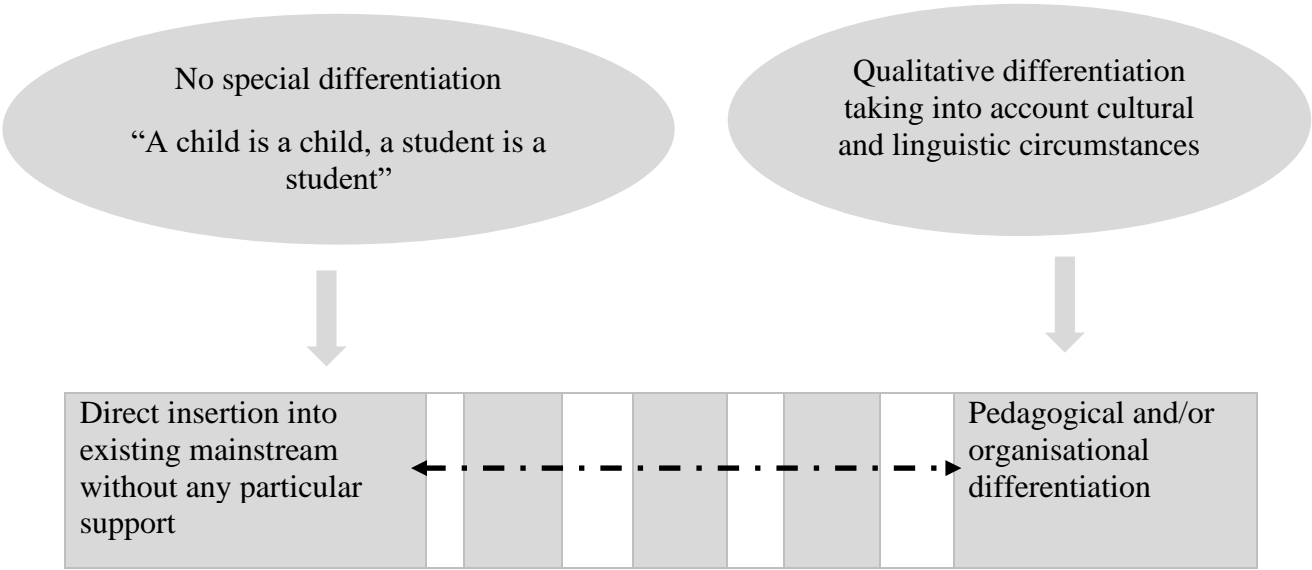 No special differentiation
“A child is a child, a student is a
student”
Qualitative differentiation
taking into account cultural
and linguistic circumstances
Direct insertion into
existing mainstream
without any particular
support
Pedagogical and/or
organisational
differentiation